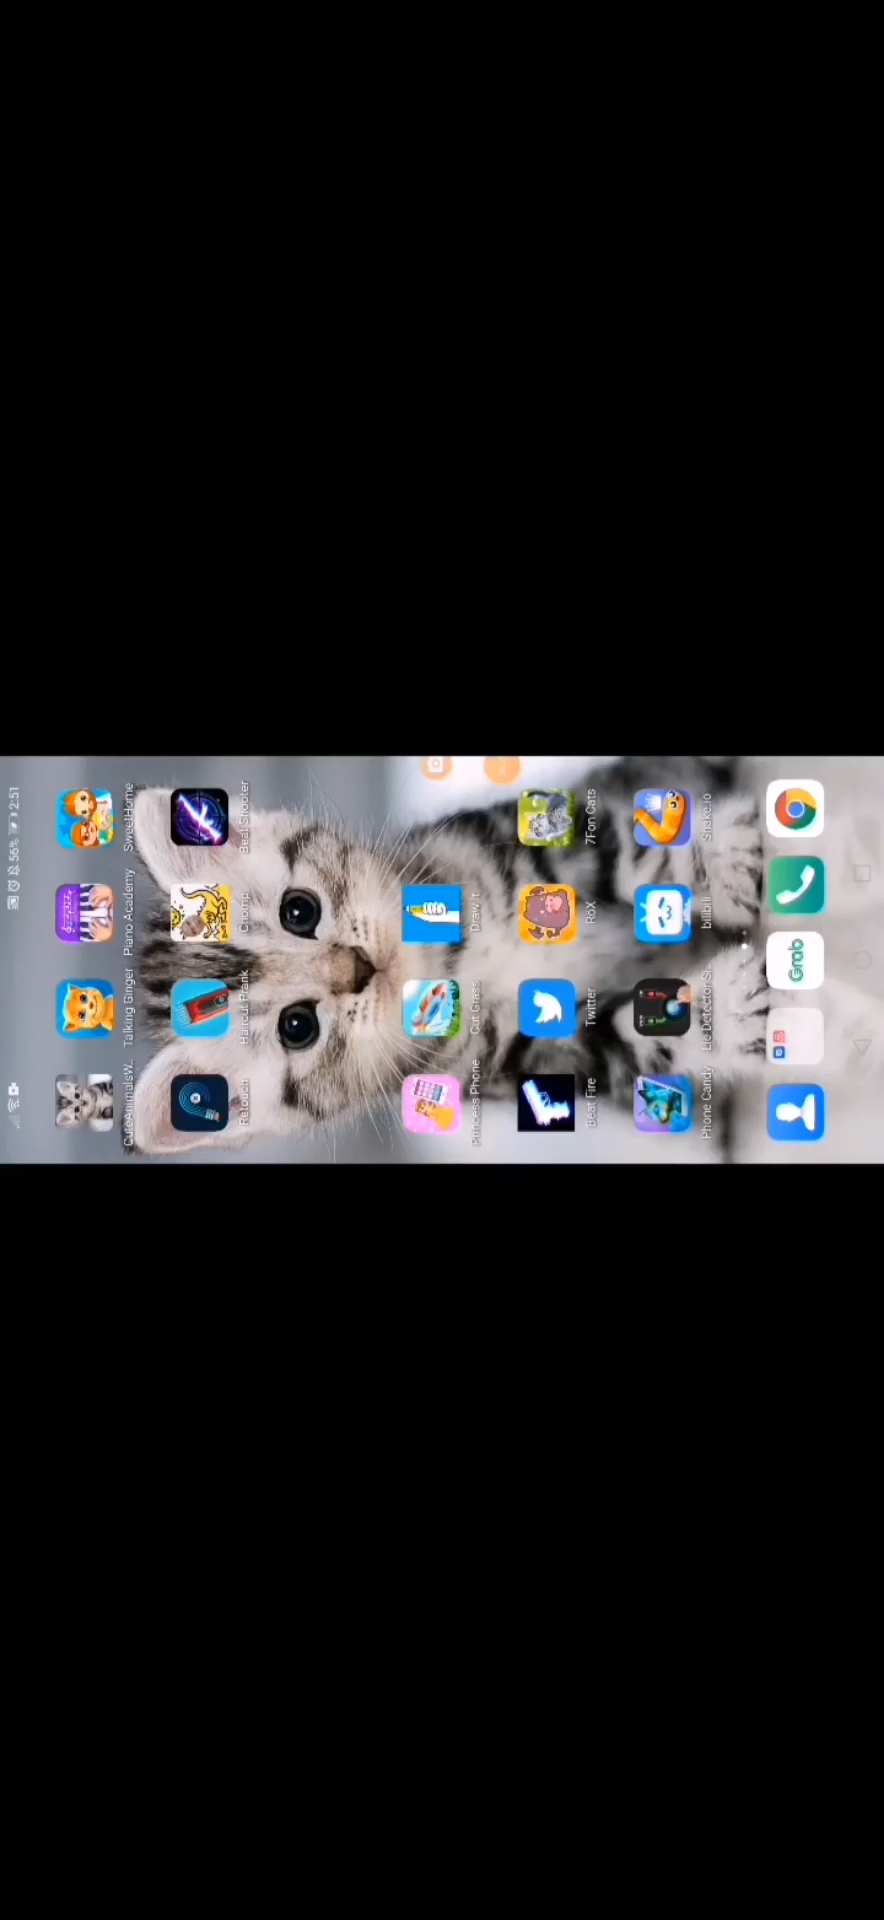 56% 2:51
CuteAnimalsW...
Talking Ginger
Piano Academy
SweetHome
Retouch
Haircut Prank
Chomp
Beat Shooter
Princess Phone
Cut Grass
Draw it
Beat Fire
Twitter
RoX
7Fon Cats
Phone Candy
Lie Detector Si...
bilibili
Snake.io
Grab